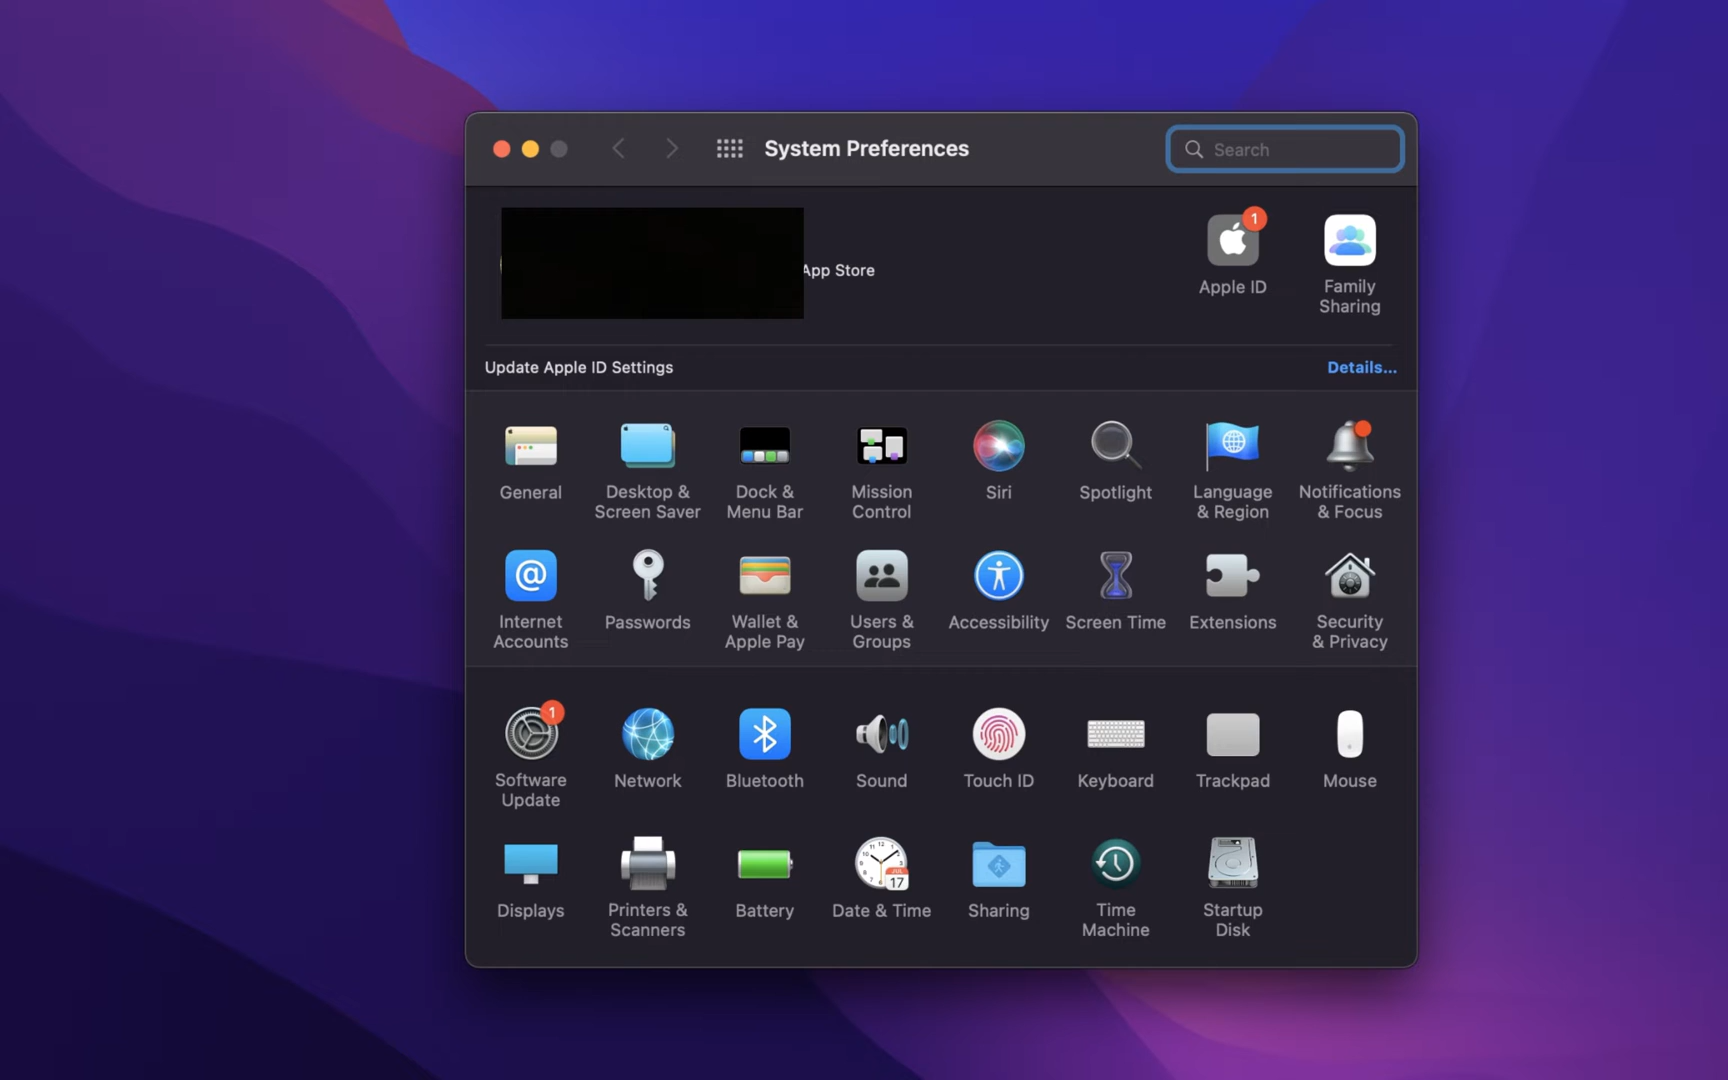 System Preferences
Search
App Store
1
Apple ID
Family
Sharing
Update Apple ID Settings
Details...
General
Desktop &
Screen Saver
Dock &
Menu Bar
Mission
Control
Siri
Spotlight
Language
& Region
Notifications
& Focus
@
Internet
Accounts
Passwords
Wallet &
Apple Pay
Users &
Groups
Accessibility
Screen Time
Extensions
Security
& Privacy
1
Software
Update
Network
Bluetooth
Sound
Touch ID
Keyboard
Trackpad
Mouse
Displays
Printers &
Scanners
Battery
JUL
17
Date & Time
Sharing
Time
Machine
Startup
Disk